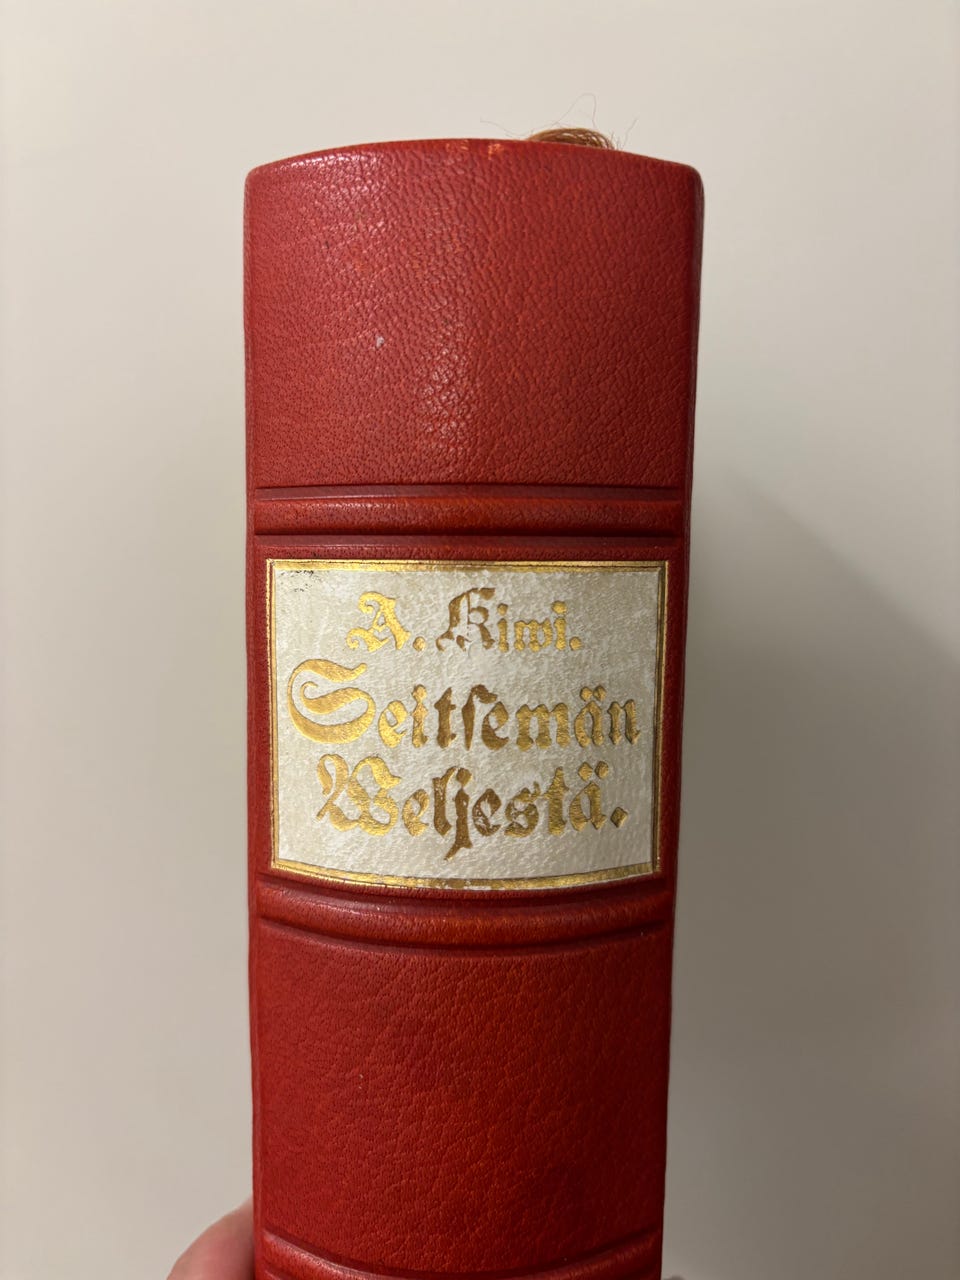 A. Kiwi.
Seitſemän
Weljestä.